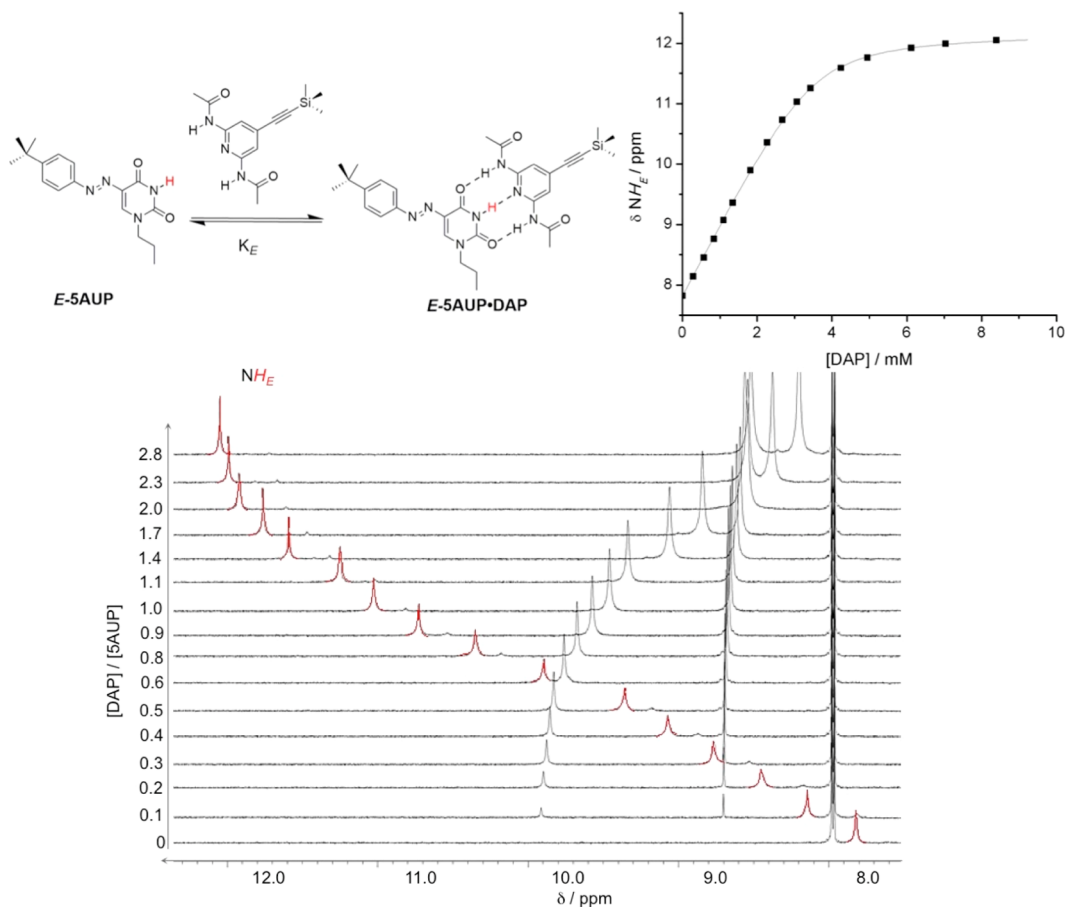 O
N
H
N
N
H
O
Si
N
N
O
N
H
N
O
K_E
E-5AUP
O
N
H
N
N
H
O
Si
N
N
O
N
H
N
O
E-5AUP•DAP
δ NH_E / ppm
12
11
10
9
8
0
2
4
6
8
10
[DAP] / mM
NH_E
[DAP] / [5AUP]
2.8
2.3
2.0
1.7
1.4
1.1
1.0
0.9
0.8
0.6
0.5
0.4
0.3
0.2
0.1
0
12.0
11.0
10.0
9.0
8.0
δ / ppm